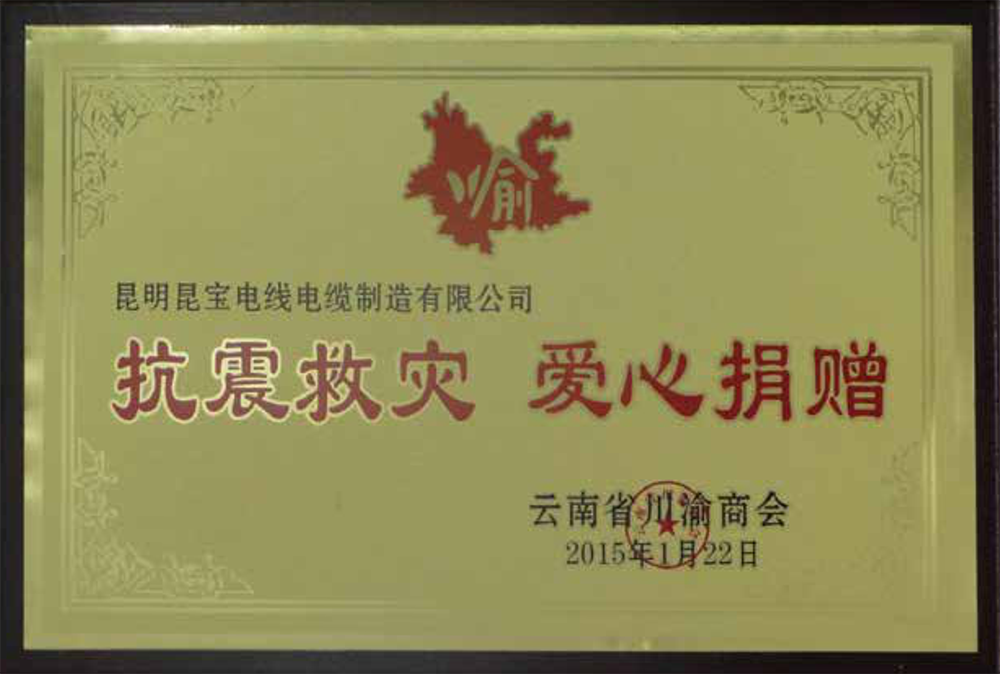 川渝
昆明昆宝电线电缆制造有限公司
抗震救灾 爱心捐赠
云南省川渝商会
2015年1月22日